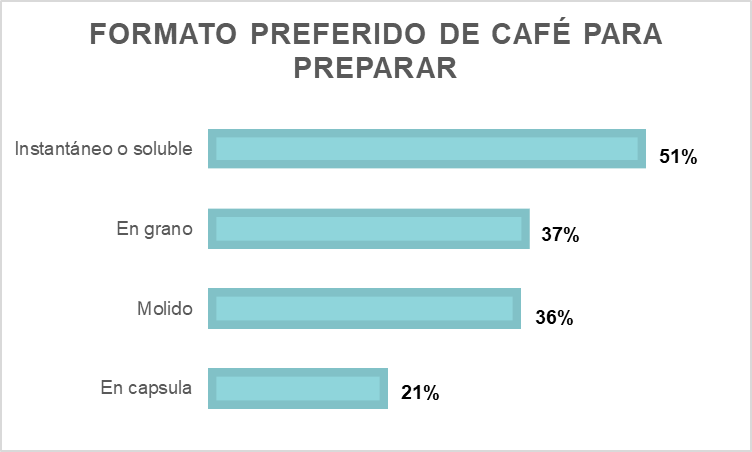 FORMATO PREFERIDO DE CAFÉ PARA
PREPARAR
Instantáneo o soluble
51%
En grano
37%
Molido
36%
En capsula
21%